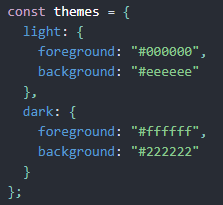 const themes = {
  light: {
    foreground: "#000000",
    background: "#eeeeee"
  },
  dark: {
    foreground: "#ffffff",
    background: "#222222"
  }
};